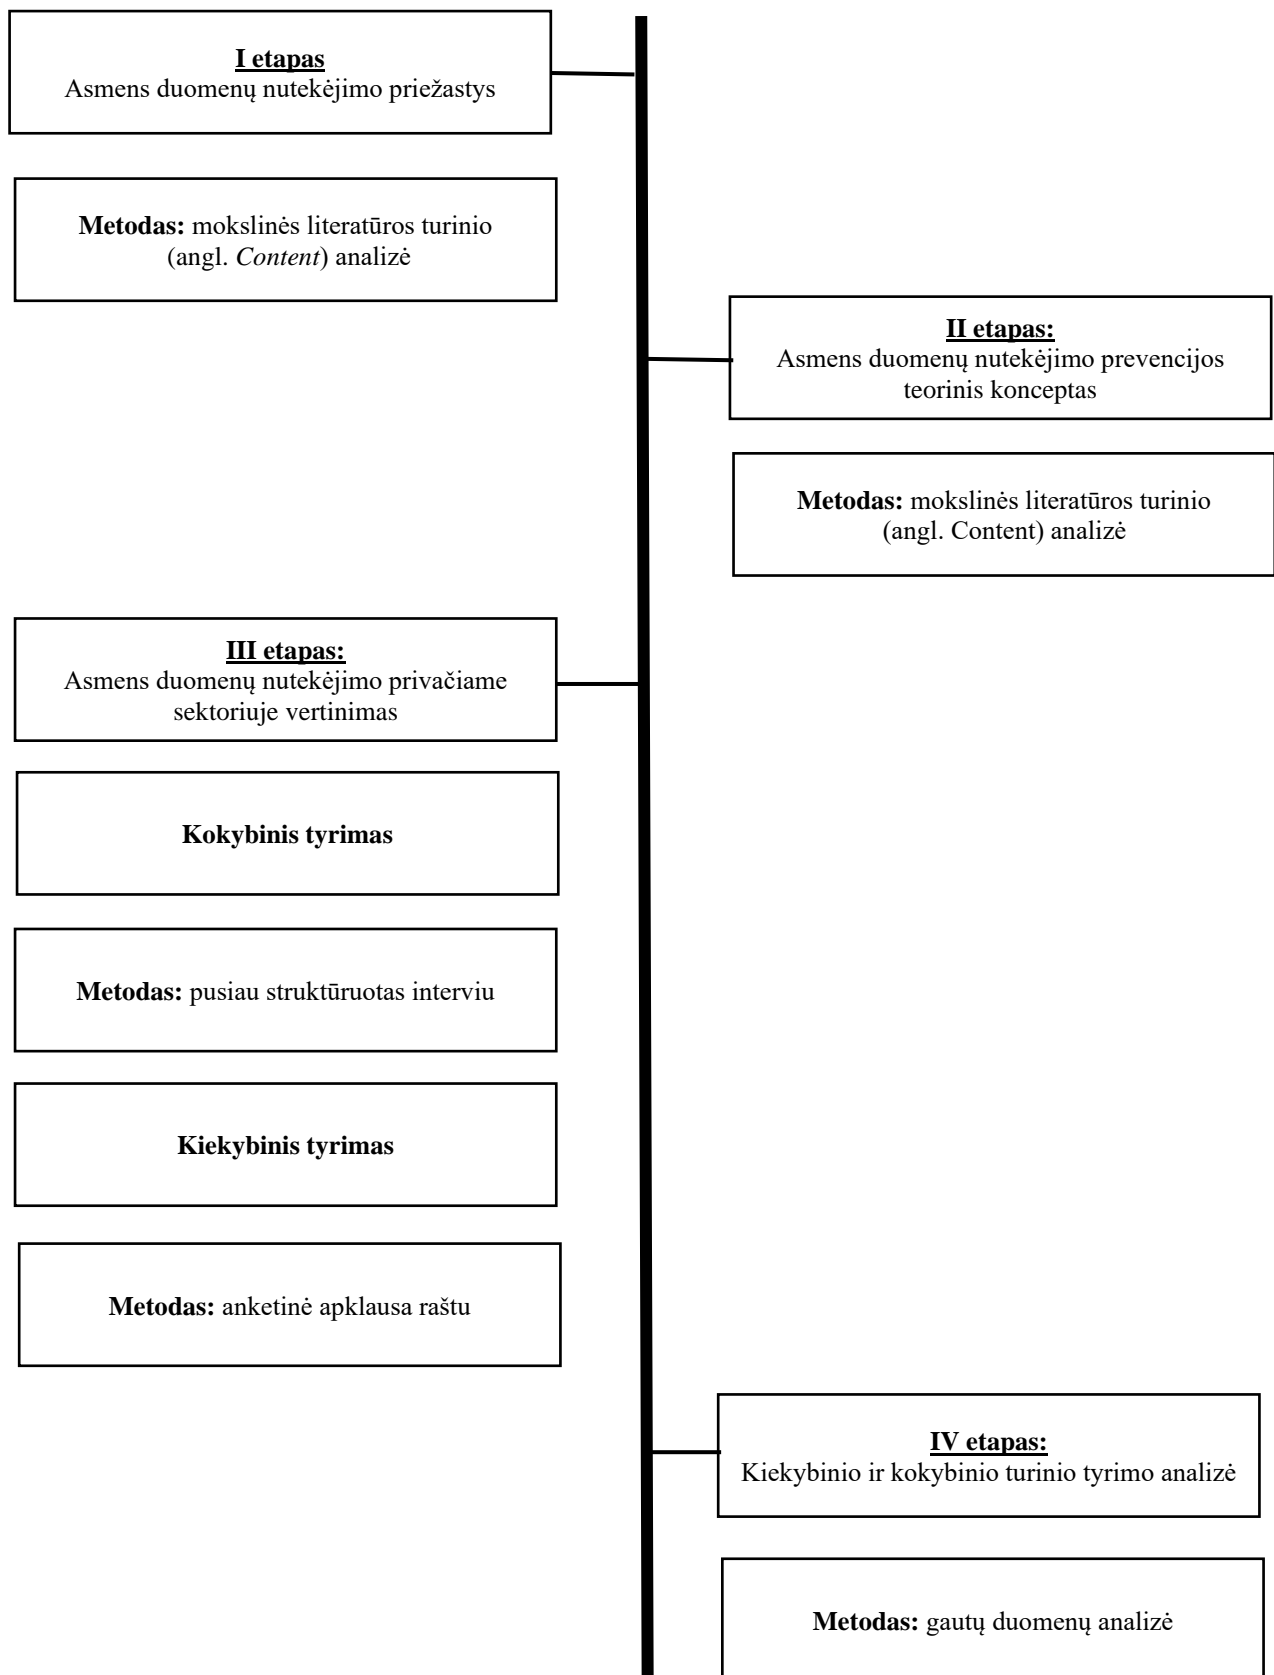 I etapas
Asmens duomenų nutekėjimo priežastys
Metodas: mokslinės literatūros turinio
(angl. Content) analizė
II etapas:
Asmens duomenų nutekėjimo prevencijos
teorinis konceptas
Metodas: mokslinės literatūros turinio
(angl. Content) analizė
III etapas:
Asmens duomenų nutekėjimo privačiame
sektoriuje vertinimas
Kokybinis tyrimas
Metodas: pusiau struktūruotas interviu
Kiekybinis tyrimas
Metodas: anketinė apklausa raštu
IV etapas:
Kiekybinio ir kokybinio turinio tyrimo analizė
Metodas: gautų duomenų analizė